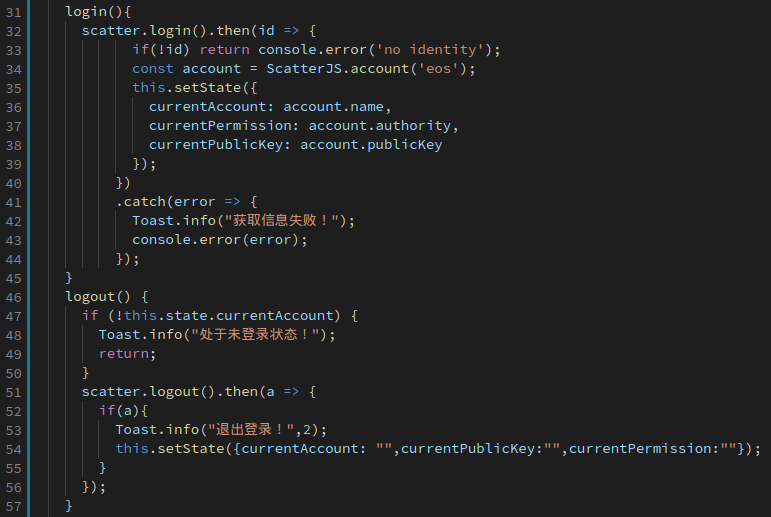 31 login(){
32 scatter.login().then(id => {
33 if(!id) return console.error('no identity');
34 const account = ScatterJS.account('eos');
35 this.setState({
36 currentAccount: account.name,
37 currentPermission: account.authority,
38 currentPublicKey: account.publicKey
39 });
40 })
41 .catch(error => {
42 Toast.info("获取信息失败！");
43 console.error(error);
44 });
45 }
46 logout() {
47 if (!this.state.currentAccount) {
48 Toast.info("处于未登录状态！");
49 return;
50 }
51 scatter.logout().then(a => {
52 if(a){
53 Toast.info("退出登录！",2);
54 this.setState({currentAccount: "",currentPublicKey:"",currentPermission:""});
55 }
56 });
57 }